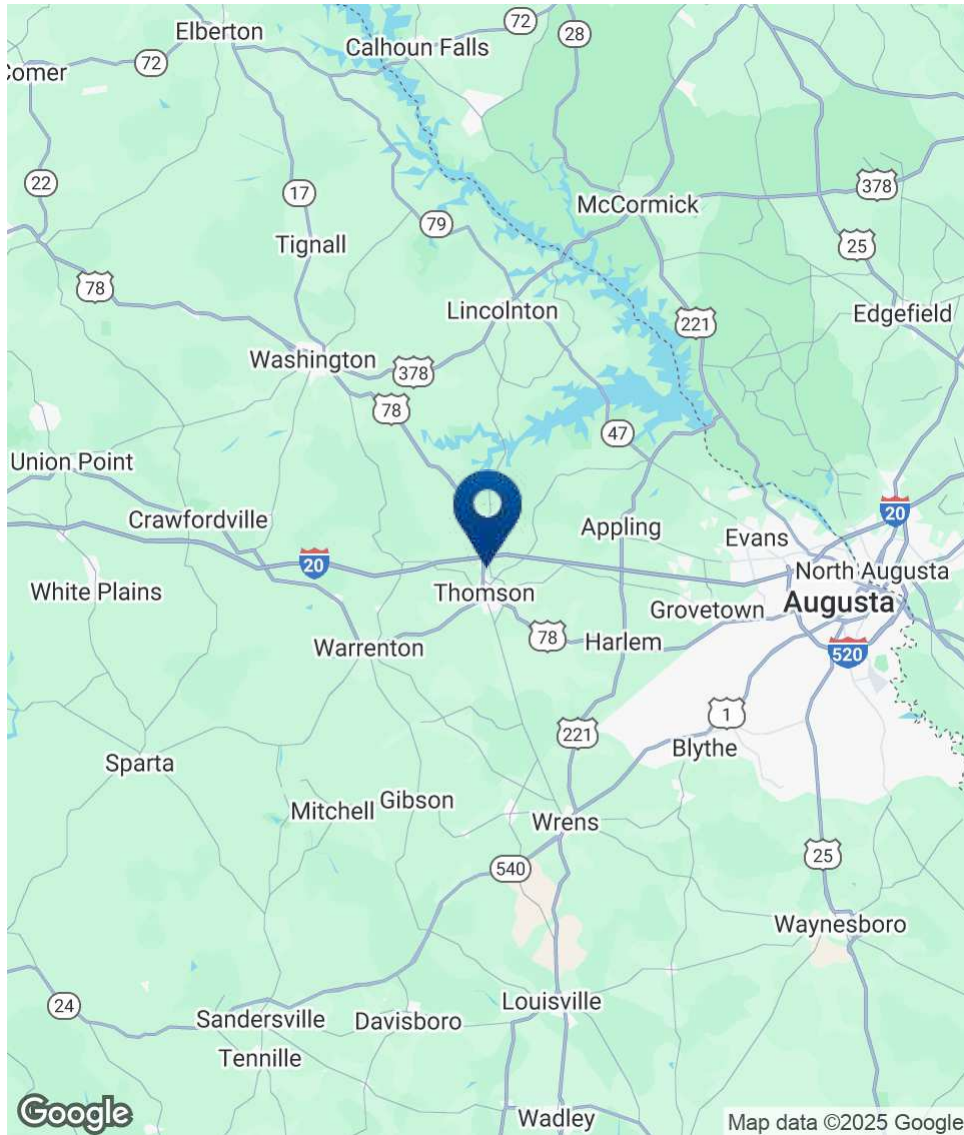 72
Elberton
28
Calhoun Falls
Comer
72
22
17
378
McCormick
79
25
Tignall
78
Lincolnton
Edgefield
221
Washington
378
78
47
Union Point
20
Crawfordville
Appling
Evans
20
North Augusta
White Plains
Thomson
Grovetown
Augusta
78
Harlem
Warrenton
520
1
221
Blythe
Sparta
Mitchell
Gibson
Wrens
540
25
Waynesboro
24
Sandersville
Davisboro
Louisville
Tennille
Google
Wadley
Map data ©2025 Google